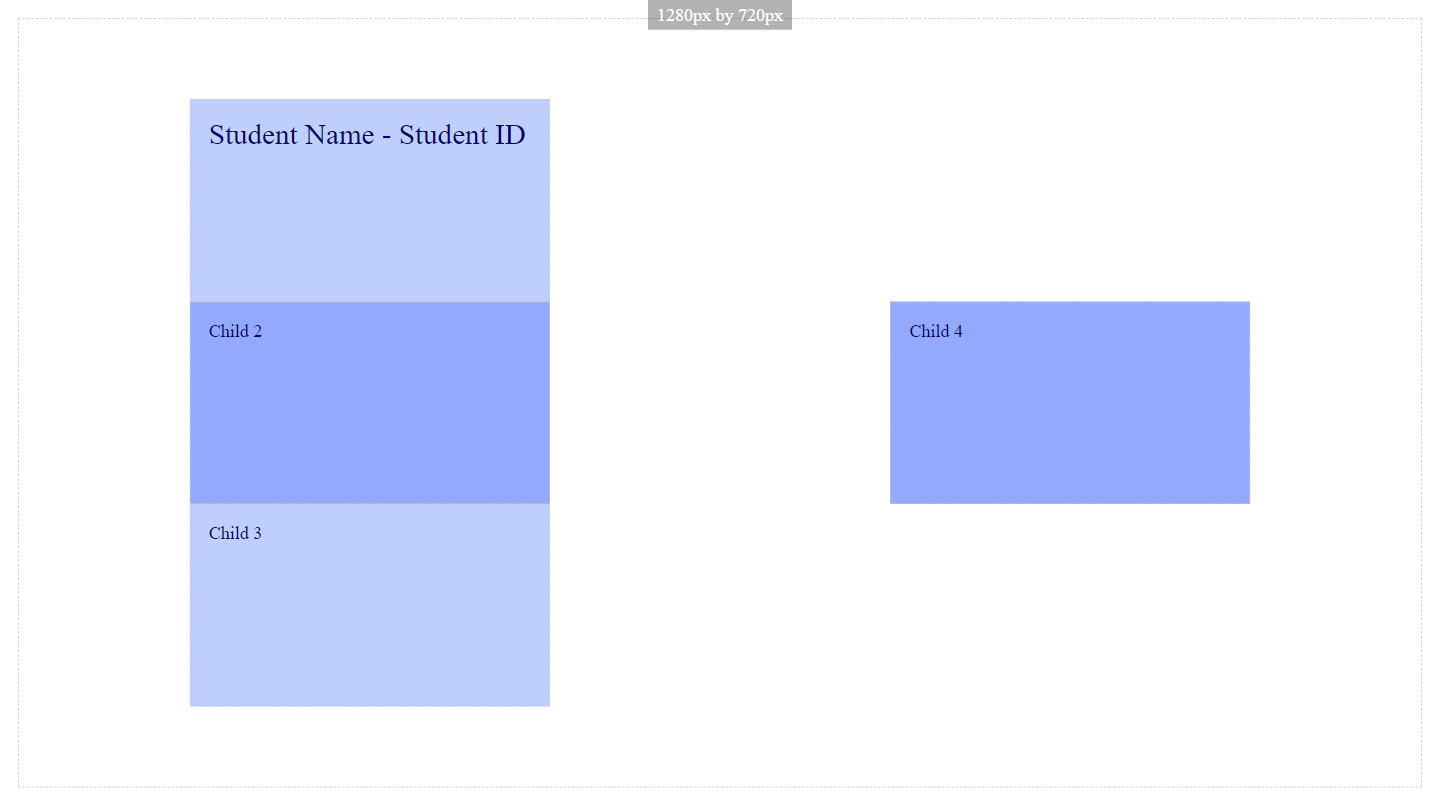 1280px by 720px
Student Name - Student ID
Child 2
Child 4
Child 3